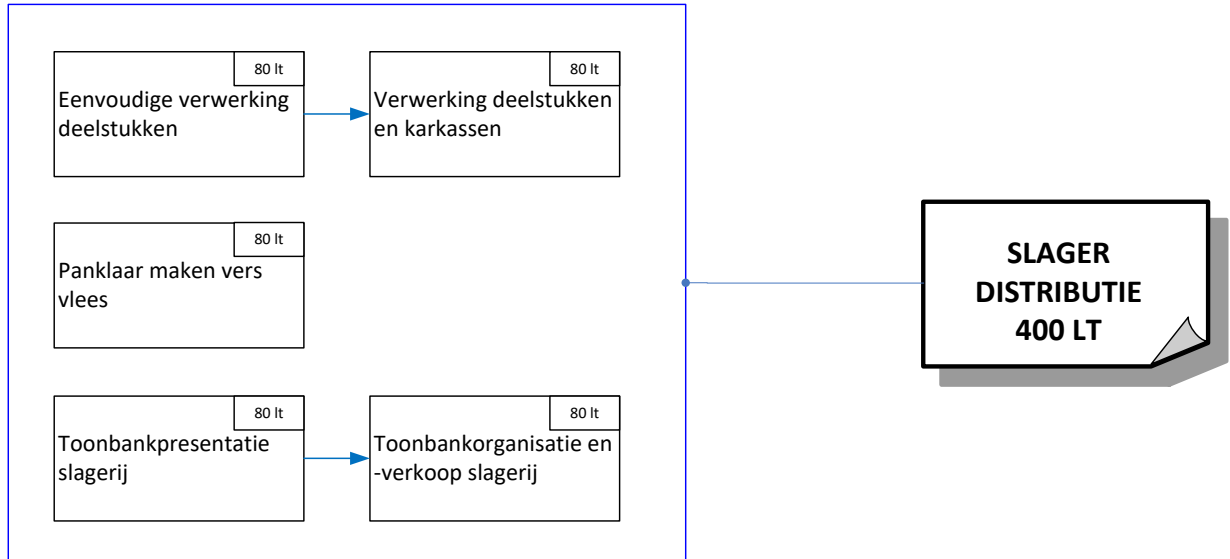 80 lt
Eenvoudige verwerking
deelstukken
80 lt
Verwerking deelstukken
en karkassen
80 lt
Panklaar maken vers
vlees
80 lt
Toonbankpresentatie
slagerij
80 lt
Toonbankorganisatie en
-verkoop slagerij
SLAGER
DISTRIBUTIE
400 LT